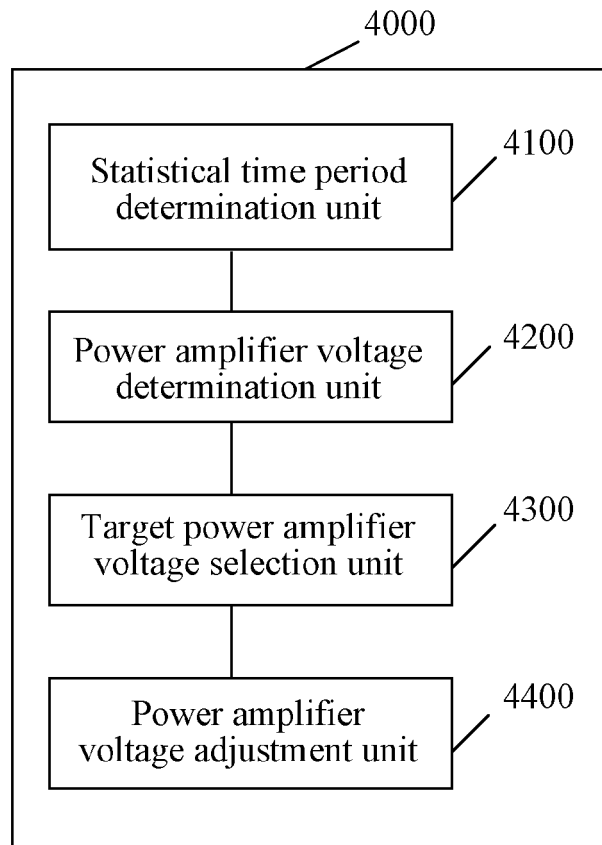 4000
Statistical time period
determination unit
4100
Power amplifier voltage
determination unit
4200
Target power amplifier
voltage selection unit
4300
Power amplifier
voltage adjustment unit
4400